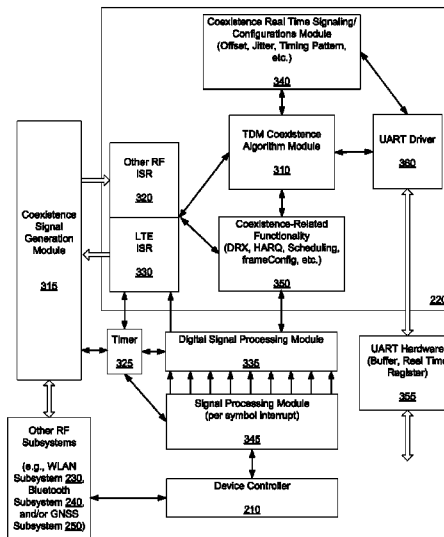 Coexistence Real Time Signaling/
Configurations Module
(Offset, Jitter, Timing Pattern,
etc.)
340
TDM Coexistence
Algorithm Module
310
UART Driver
360
Other RF
ISR
320
LTE
ISR
330
Coexistence
Signal
Generation
Module
315
Coexistence-Related
Functionality
(DRX, HARQ, Scheduling,
frameConfig, etc.)
350
220
Timer
325
Digital Signal Processing Module
335
UART Hardware
(Buffer, Real Time
Register)
355
Signal Processing Module
(per symbol interrupt)
345
Other RF
Subsystems
(e.g., WLAN
Subsystem 230,
Bluetooth
Subsystem 240,
and/or GNSS
Subsystem 250)
Device Controller
210